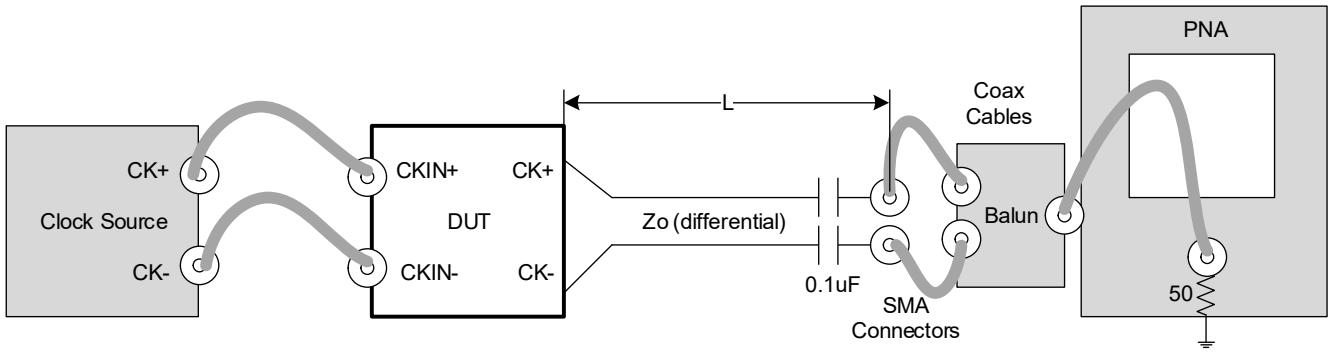 PNA
Coax
Cables
L
CK+
CKIN+
CK+
Clock Source
DUT
Zo (differential)
Balun
CK-
CKIN-
CK-
0.1uF
50
SMA
Connectors